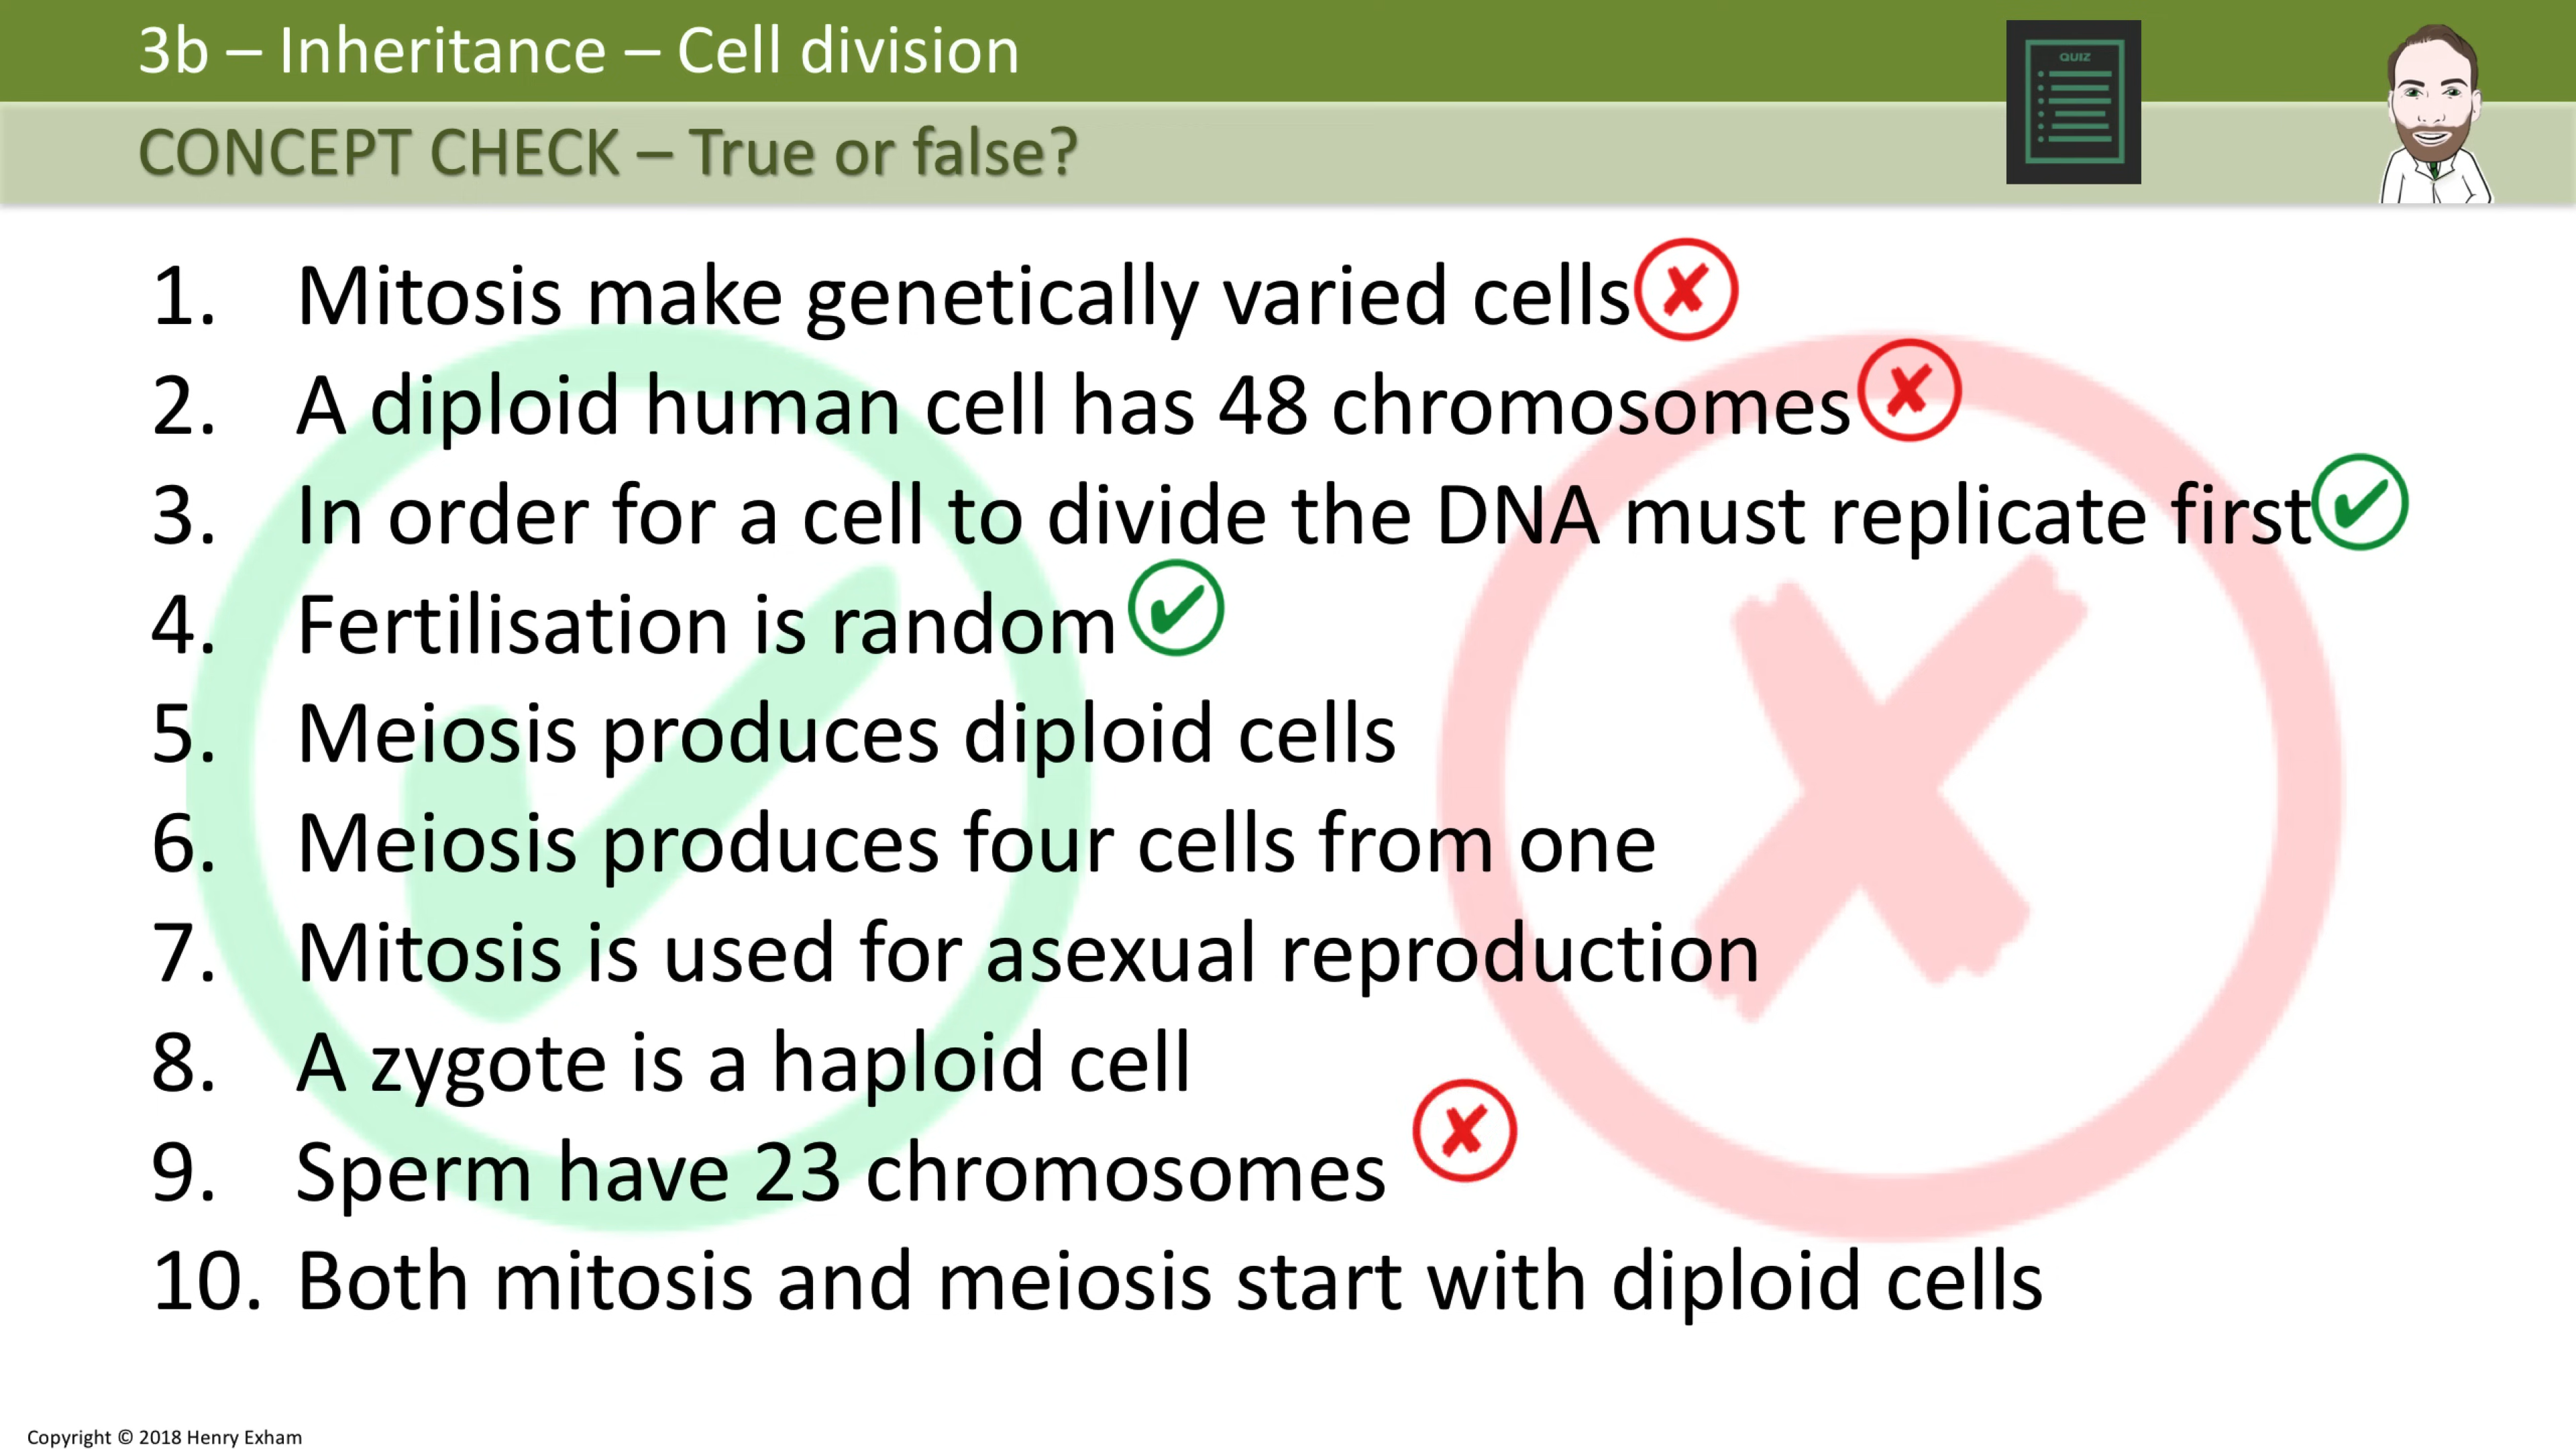 3b – Inheritance – Cell division
QUIZ
CONCEPT CHECK – True or false?
1. Mitosis make genetically varied cells
2. A diploid human cell has 48 chromosomes
3. In order for a cell to divide the DNA must replicate first
4. Fertilisation is random
5. Meiosis produces diploid cells
6. Meiosis produces four cells from one
7. Mitosis is used for asexual reproduction
8. A zygote is a haploid cell
9. Sperm have 23 chromosomes
10. Both mitosis and meiosis start with diploid cells
Copyright © 2018 Henry Exham